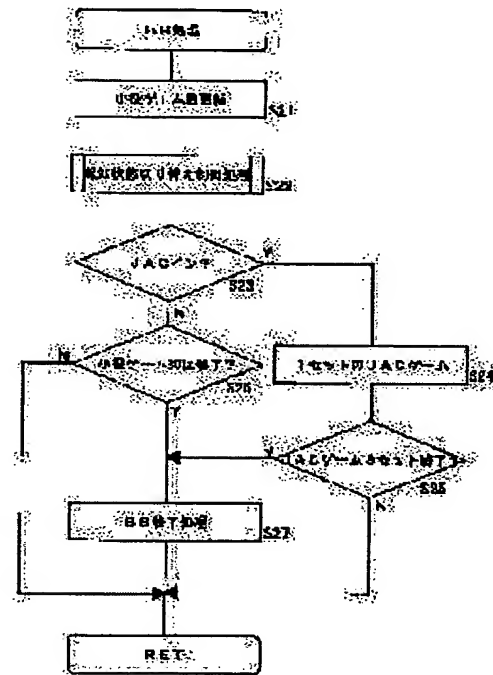 BB処理
小役ゲーム数更新
S21
S22
JACイン?
Y
S23
N
N
小役ゲーム30回終了?
S26
Y
1セットのJACゲーム
S24
JACゲーム3セット終了?
Y
S25
N
BB終了処理
S27
RET